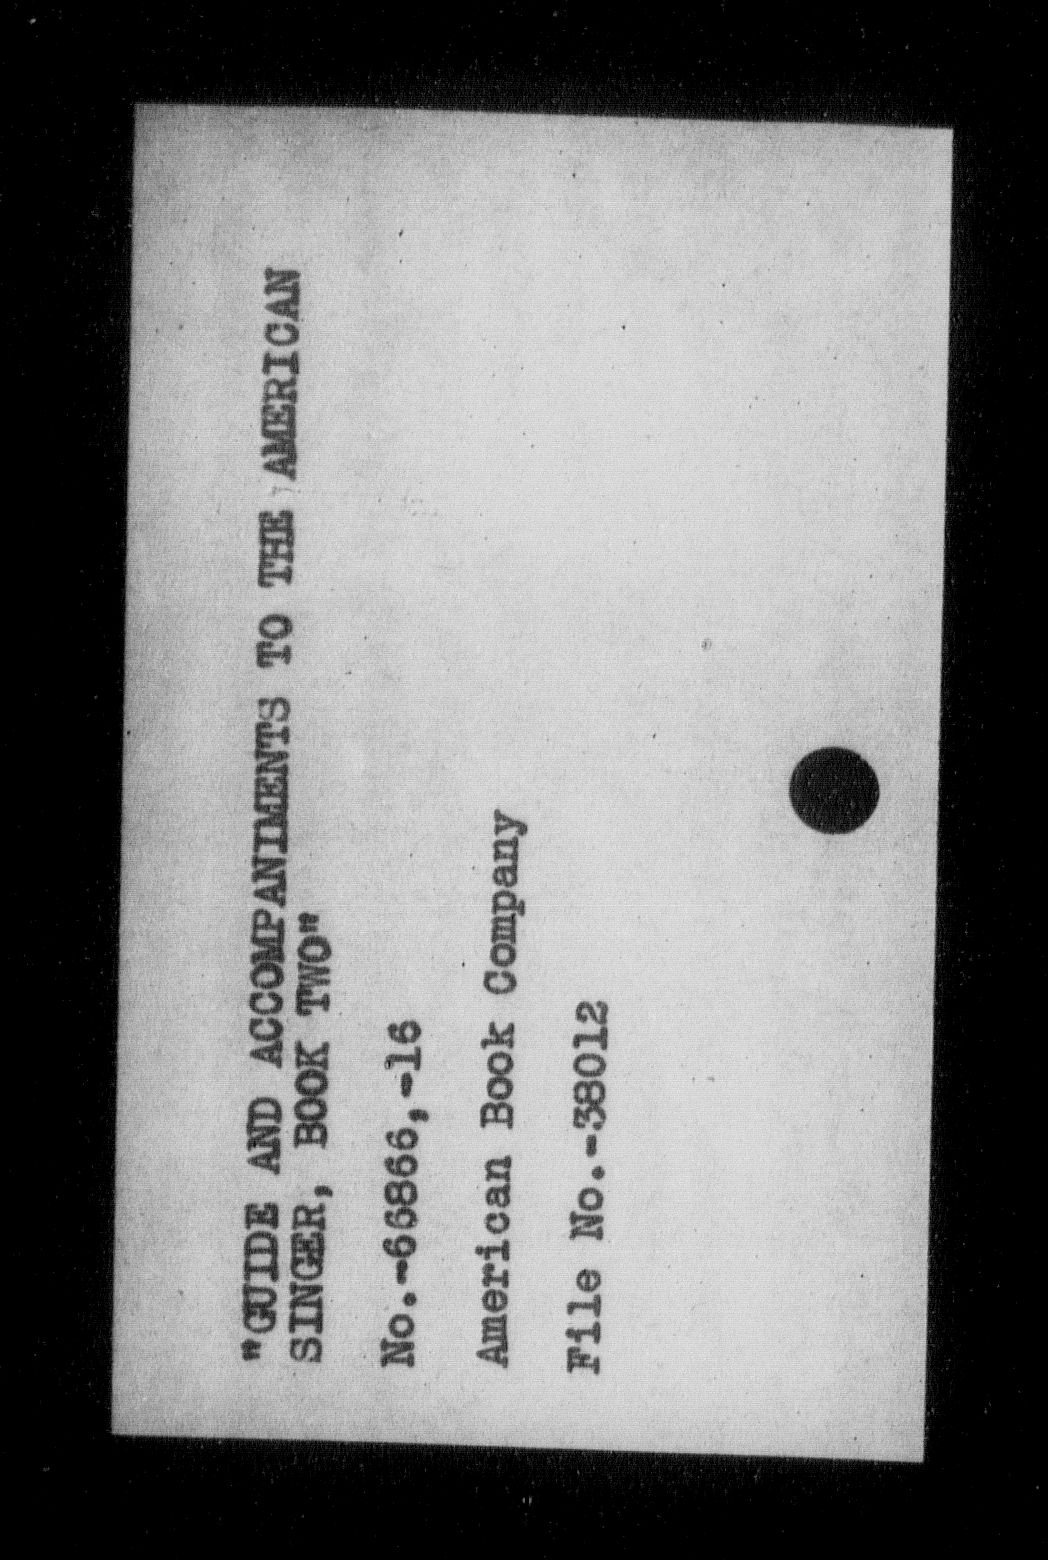 "GUIDE AND ACCOMPANIMENTS TO THE AMERICAN
SINGER, BOOK TWO"
No.-66866,-16
American Book Company
File No.-38012